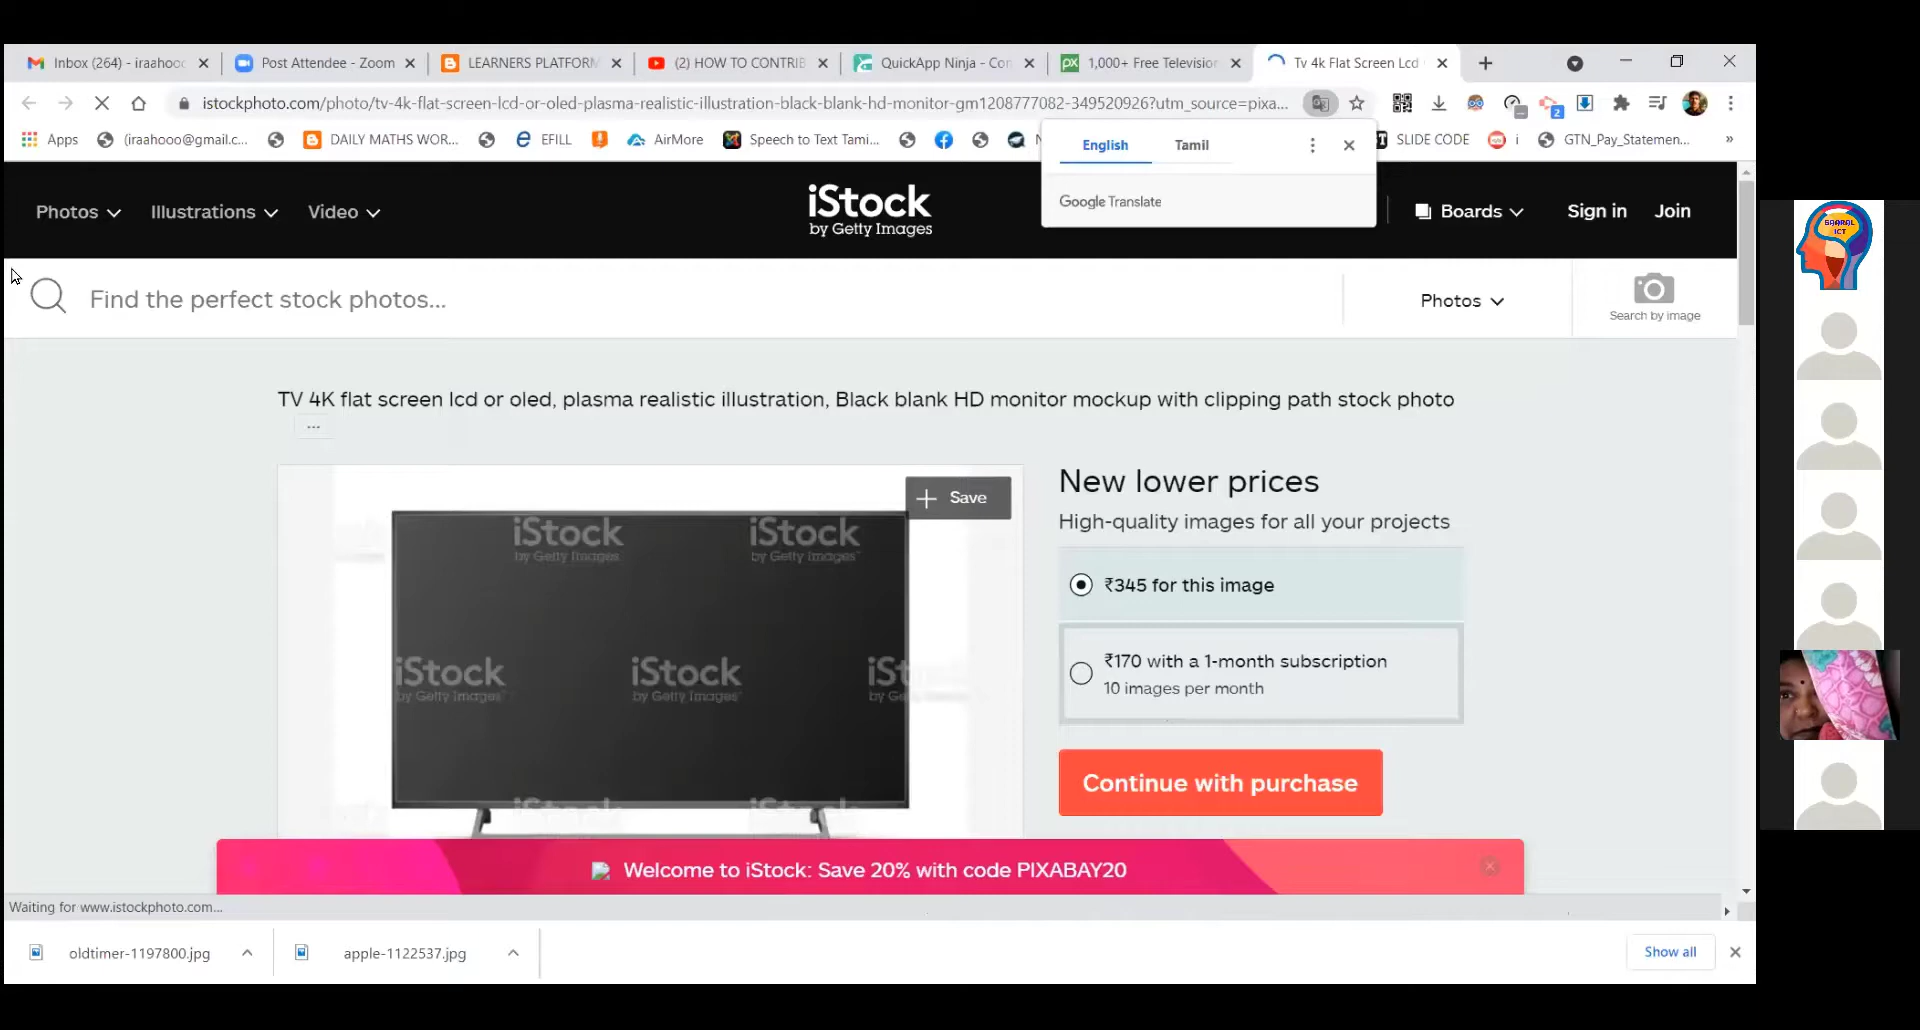 Inbox (264) - iraahooo
Post Attendee - Zoom
LEARNERS PLATFORM
(2) HOW TO CONTRIB
QuickApp Ninja - Con
1,000+ Free Television
Tv 4k Flat Screen Lcd
istockphoto.com/photo/tv-4k-flat-screen-lcd-or-oled-plasma-realistic-illustration-black-blank-hd-monitor-gm1208777082-349520926?utm_source=pixa...
2
Apps
(iraahooo@gmail.c...
DAILY MATHS WOR...
EFILL
AirMore
Speech to Text Tami...
SLIDE CODE
i
GTN_Pay_Statemen...
»
English
Tamil
Google Translate
Photos
Illustrations
Video
iStock
by Getty Images
Boards
Sign in
Join
Find the perfect stock photos...
Photos
Search by image
TV 4K flat screen lcd or oled, plasma realistic illustration, Black blank HD monitor mockup with clipping path stock photo
...
Save
iStock
by Getty Images
iStock
by Getty Images
iStock
by Getty Images
iStock
by Getty Images
iSt
by Ge
New lower prices
High-quality images for all your projects
₹345 for this image
₹170 with a 1-month subscription
10 images per month
Continue with purchase
Welcome to iStock: Save 20% with code PIXABAY20
Waiting for www.istockphoto.com...
oldtimer-1197800.jpg
apple-1122537.jpg
Show all
SAARAL
ICT